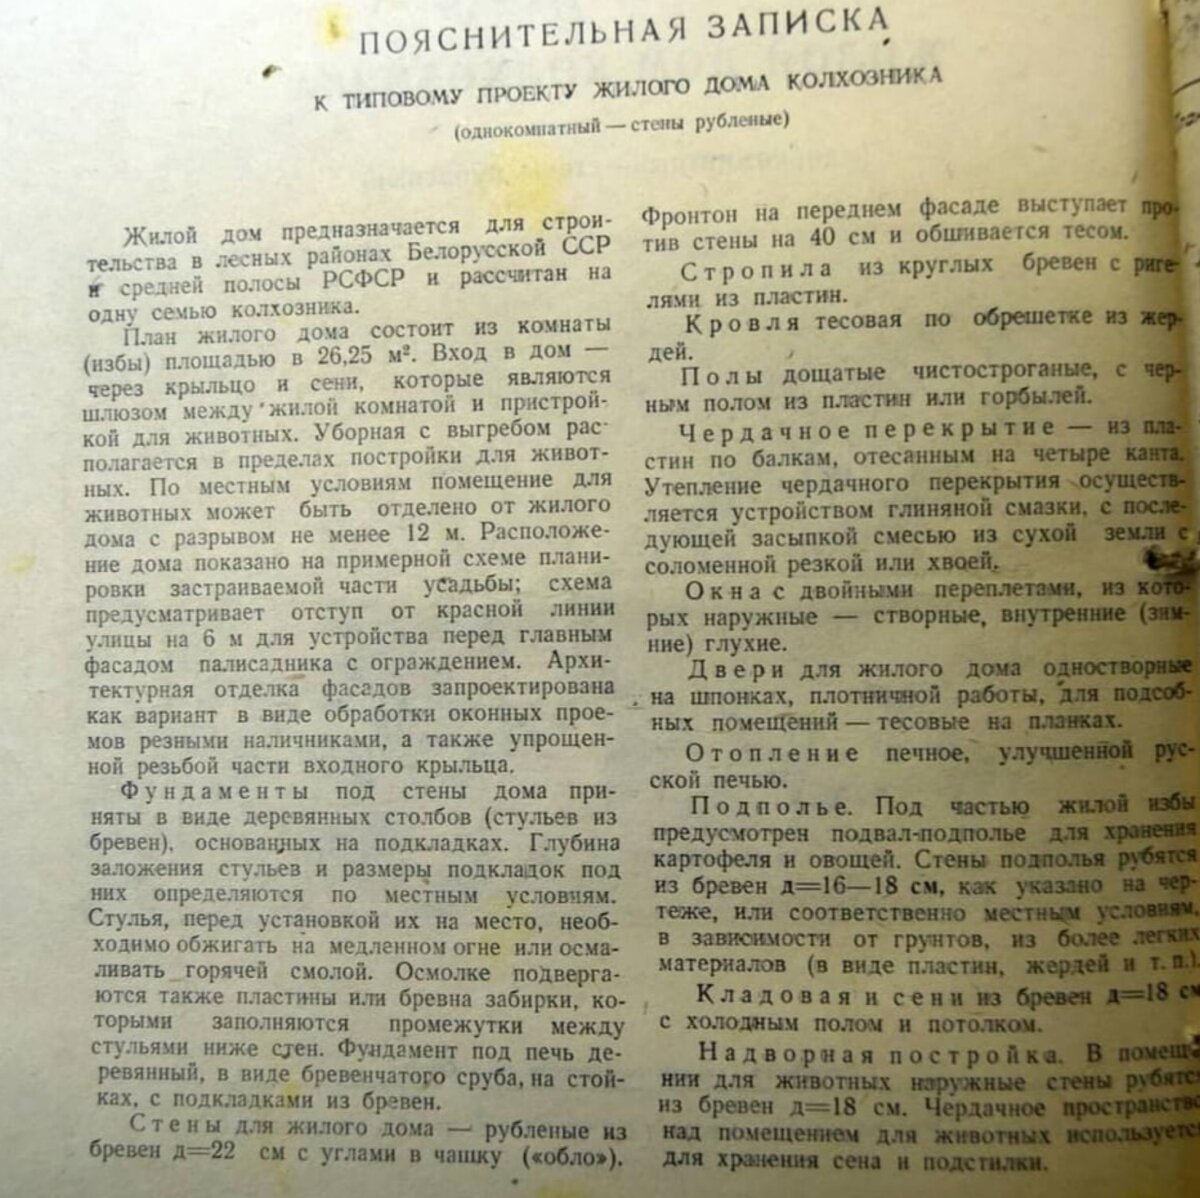 ПОЯСНИТЕЛЬНАЯ ЗАПИСКА
К ТИПОВОМУ ПРОЕКТУ ЖИЛОГО ДОМА КОЛХОЗНИКА
(однокомнатный — стены рубленые)
Жилой дом предназначается для строи-
тельства в лесных районах Белорусской ССР
и средней полосы РСФСР и рассчитан на
одну семью колхозника.
План жилого дома состоит из комнаты
(избы) площадью в 26,25 м². Вход в дом —
через крыльцо и сени, которые являются
шлюзом между жилой комнатой и пристрой-
кой для животных. Уборная с выгребом рас-
полагается в пределах постройки для живот-
ных. По местным условиям помещение для
животных может быть отделено от жилого
дома с разрывом не менее 12 м. Расположе-
ние дома показано на примерной схеме плани-
ровки застраиваемой части усадьбы; схема
предусматривает отступ от красной линии
улицы на 6 м для устройства перед главным
фасадом палисадника с ограждением. Архи-
тектурная отделка фасадов запроектирована
как вариант в виде обработки оконных прое-
мов резными наличниками, а также упрощен-
ной резьбой части входного крыльца.
Фундаменты под стены дома при-
няты в виде деревянных столбов (стульев из
бревен), основанных на подкладках. Глубина
заложения стульев и размеры подкладок под
них определяются по местным условиям.
Стулья, перед установкой их на место, необ-
ходимо обжигать на медленном огне или осма-
ливать горячей смолой. Осмолке подверга-
ются также пластины или бревна забирки, ко-
торыми заполняются промежутки между
стульями ниже стен. Фундамент под печь де-
ревянный, в виде бревенчатого сруба, на стой-
ках, с подкладками из бревен.
Стены для жилого дома — рубленые из
бревен д=22 см с углами в чашку («обло»).
Фронтон на переднем фасаде выступает про-
тив стены на 40 см и обшивается тесом.
Стропила из круглых бревен с риге-
лями из пластин.
Кровля тесовая по обрешетке из жер-
дей.
Полы дощатые чистостроганые, с чер-
ным полом из пластин или горбылей.
Чердачное перекрытие — из пла-
стин по балкам, отесанным на четыре канта.
Утепление чердачного перекрытия осуществ-
ляется устройством глиняной смазки, с после-
дующей засыпкой смесью из сухой земли с
соломенной резкой или хвоей.
Окна с двойными переплетами, из кото-
рых наружные — створные, внутренние (зим-
ние) глухие.
Двери для жилого дома одностворные
на шпонках, плотничной работы, для подсоб-
ных помещений — тесовые на планках.
Отопление печное, улучшенной рус-
ской печью.
Подполье. Под частью жилой избы
предусмотрен подвал-подполье для хранения
картофеля и овощей. Стены подполья рубятся
из бревен д=16—18 см, как указано на чер-
теже, или соответственно местным условиям,
в зависимости от грунтов, из более легких
материалов (в виде пластин, жердей и т. п.).
Кладовая и сени из бревен д=18 см
с холодным полом и потолком.
Надворная постройка. В помеще-
нии для животных наружные стены рубятся
из бревен д=18 см. Чердачное пространство
над помещением для животных используется
для хранения сена и подстилки.